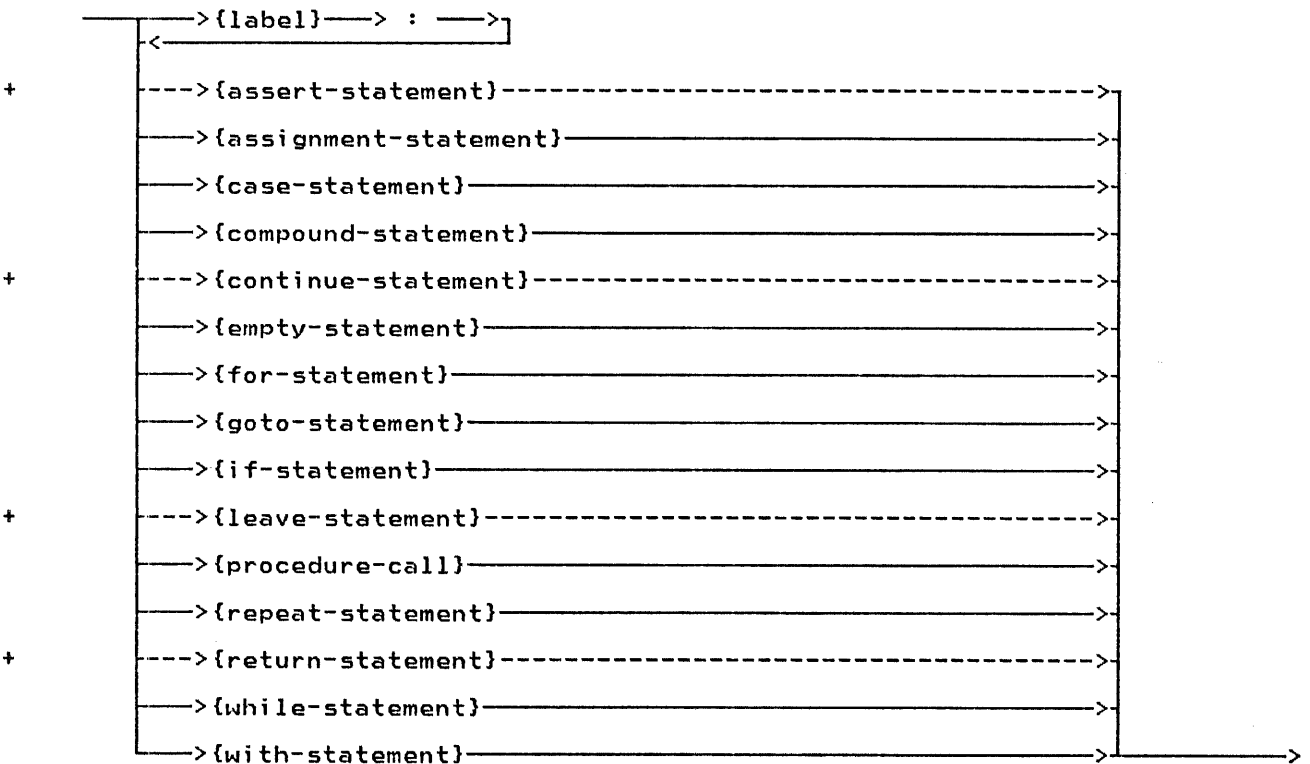 {label} :
+ {assert-statement}
{assignment-statement}
{case-statement}
{compound-statement}
+ {continue-statement}
{empty-statement}
{for-statement}
{goto-statement}
{if-statement}
+ {leave-statement}
{procedure-call}
{repeat-statement}
+ {return-statement}
{while-statement}
{with-statement}